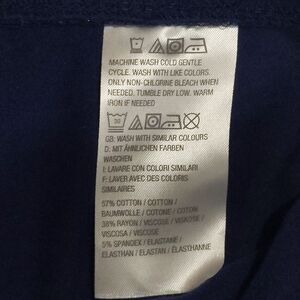 MACHINE WASH COLD GENTLE
CYCLE. WASH WITH LIKE COLORS.
ONLY NON-CHLORINE BLEACH WHEN
NEEDED. TUMBLE DRY LOW. WARM
IRON IF NEEDED
30
GB: WASH WITH SIMILAR COLOURS
D: MIT ÄHNLICHEN FARBEN
WASCHEN
I: LAVARE CON COLORI SIMILARI
F: LAVER AVEC DES COLORIS
SIMILAIRES
57% COTTON / COTTON /
BAUMWOLLE / COTONE / COTON
38% RAYON / VISCOSE / VISKOSE /
VISCOSA / VISCOSE
5% SPANDEX / ELASTANE /
ELASTHAN / ELASTAN / ÉLASTHANNE